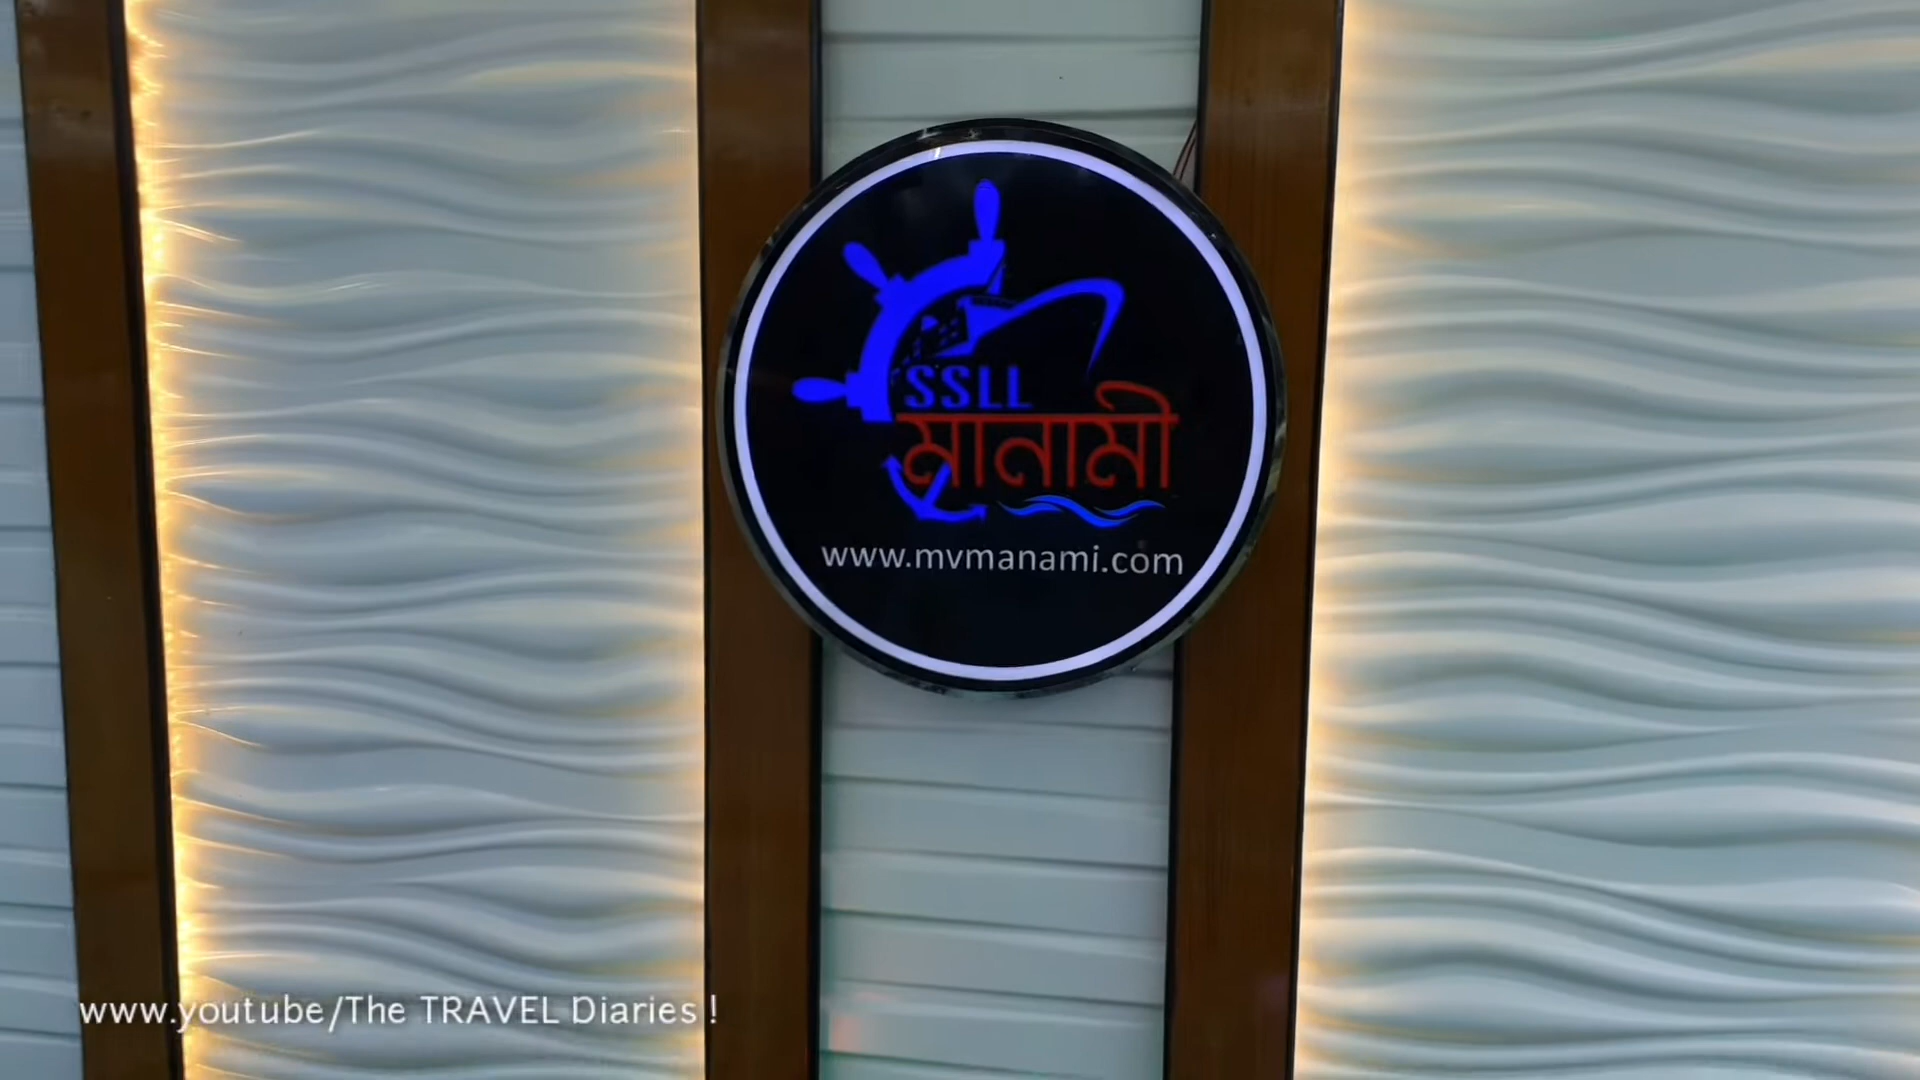 SSLL
মানামী
www.mvmanami.com
www.youtube/The TRAVEL Diaries !